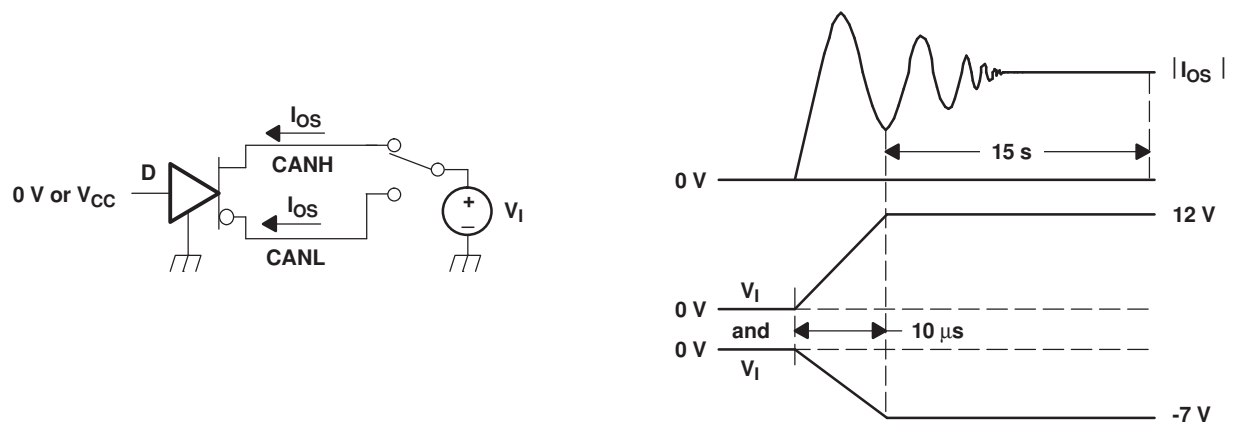 I_OS
D
CANH
0 V or V_CC
I_OS
CANL
+
–
V_I
| I_OS |
15 s
0 V
12 V
V_I
0 V
and
10 μs
0 V
V_I
-7 V